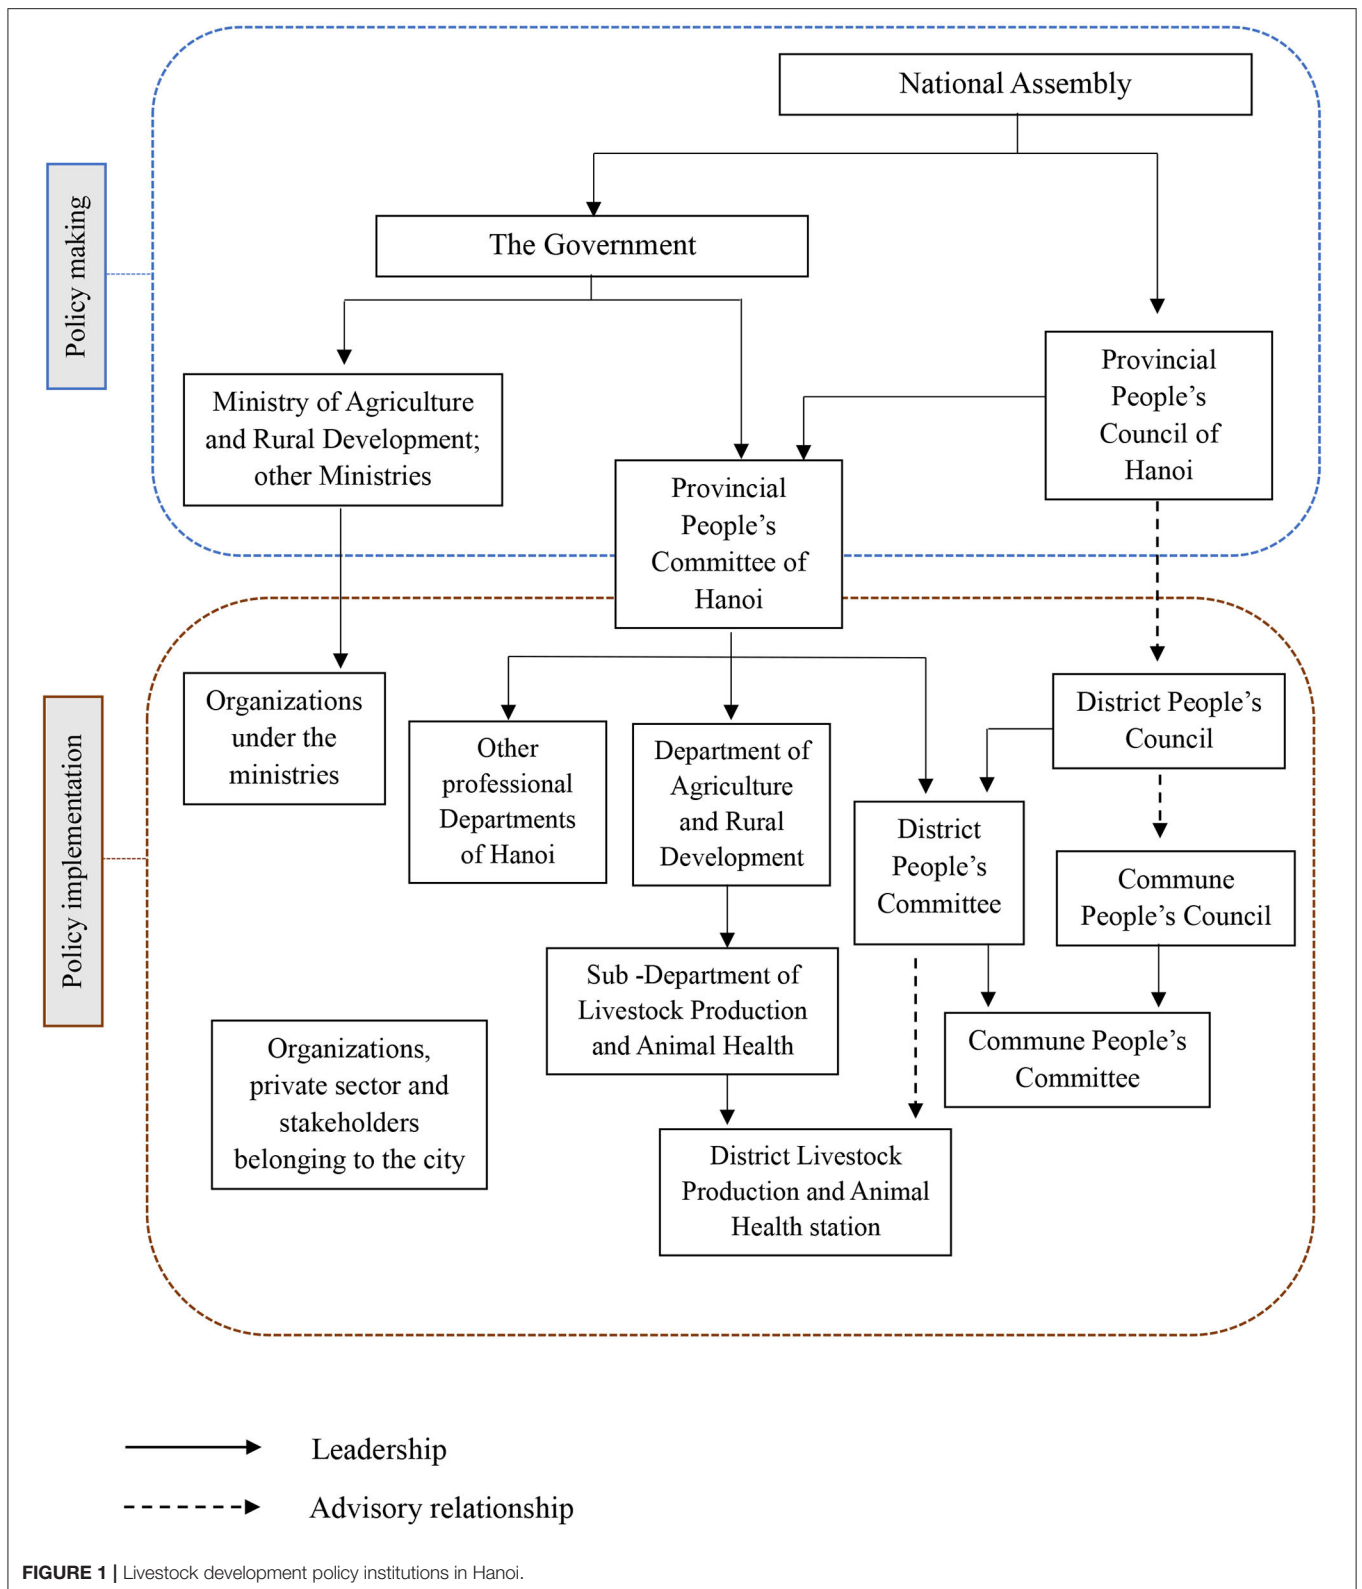 National Assembly
Policy making
The Government
Provincial
People’s
Council of
Hanoi
Ministry of Agriculture
and Rural Development;
other Ministries
Provincial
People’s
Committee of
Hanoi
Policy implementation
Organizations
under the
ministries
Other
professional
Departments
of Hanoi
Department of
Agriculture
and Rural
Development
District People’s
Council
District
People’s
Committee
Commune
People’s Council
Sub -Department of
Livestock Production
and Animal Health
Commune People’s
Committee
Organizations,
private sector and
stakeholders
belonging to the city
District Livestock
Production and Animal
Health station
Leadership
Advisory relationship
FIGURE 1 | Livestock development policy institutions in Hanoi.